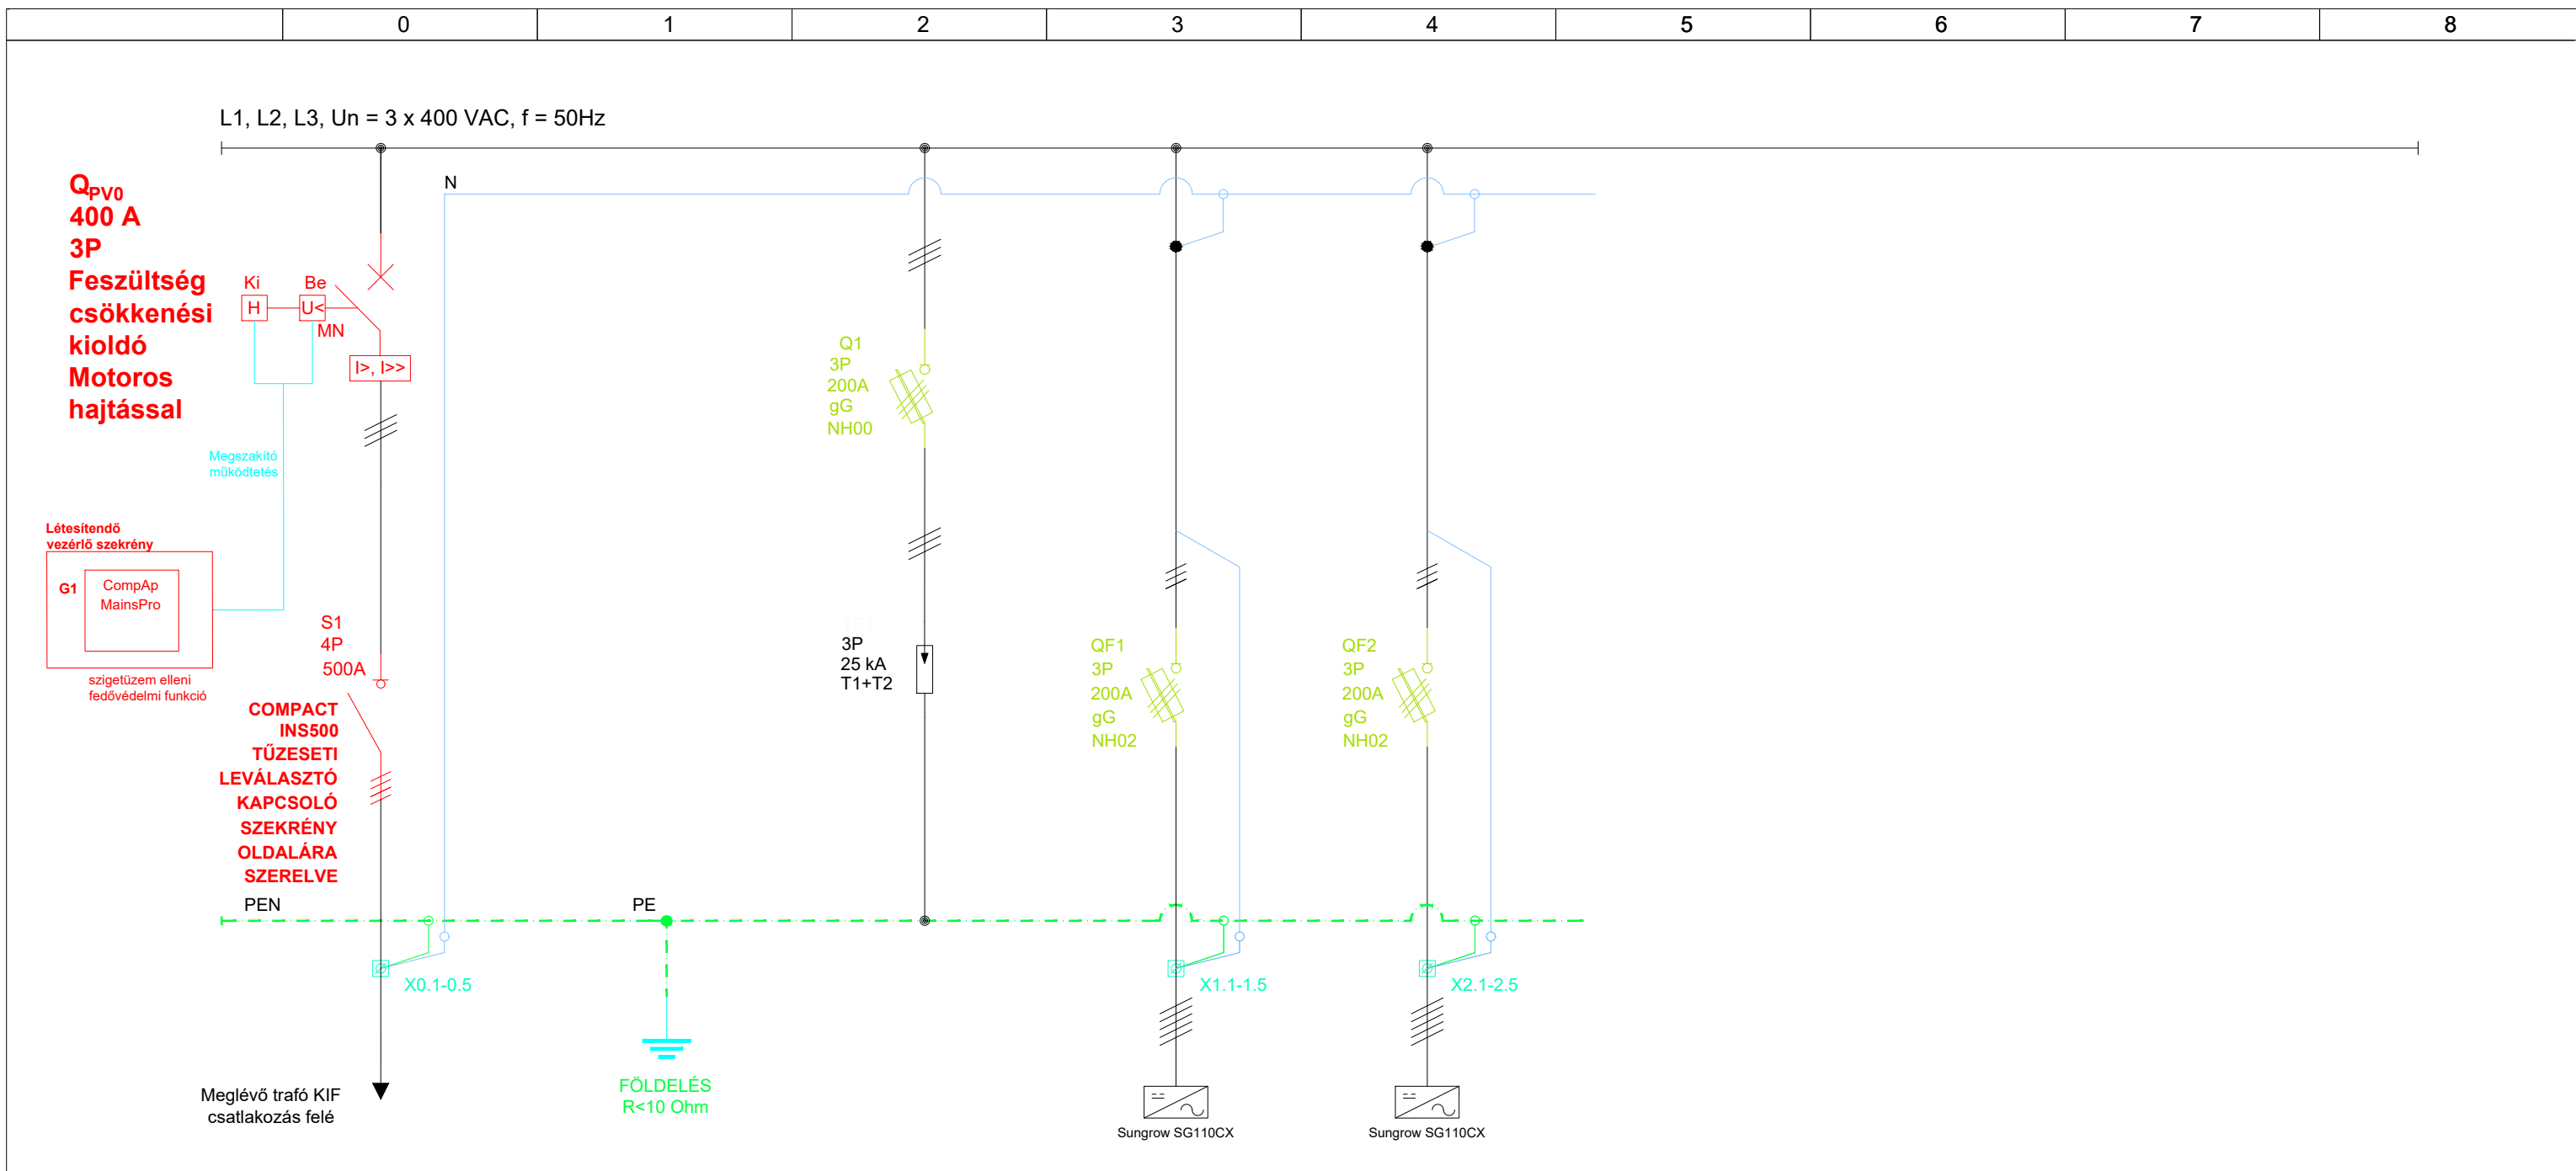 0 1 2 3 4 5 6 7 8
L1, L2, L3, Un = 3 x 400 VAC, f = 50Hz
QPV0
400 A
3P
Feszültség
csökkenési
kioldó
Motoros
hajtással
Ki
H
Be
U<
MN
I>, I>>
N
Megszakító
működtetés
Létesítendő
vezérlő szekrény
G1
CompAp
MainsPro
szigetüzem elleni
fedővédelmi funkció
S1
4P
500A
COMPACT
INS500
TŰZESETI
LEVÁLASZTÓ
KAPCSOLÓ
SZEKRÉNY
OLDALÁRA
SZERELVE
PEN
PE
X0.1-0.5
Meglévő trafó KIF
csatlakozás felé
FÖLDELÉS
R<10 Ohm
Q1
3P
200A
gG
NH00
3P
25 kA
T1+T2
QF1
3P
200A
gG
NH02
X1.1-1.5
Sungrow SG110CX
QF2
3P
200A
gG
NH02
X2.1-2.5
Sungrow SG110CX